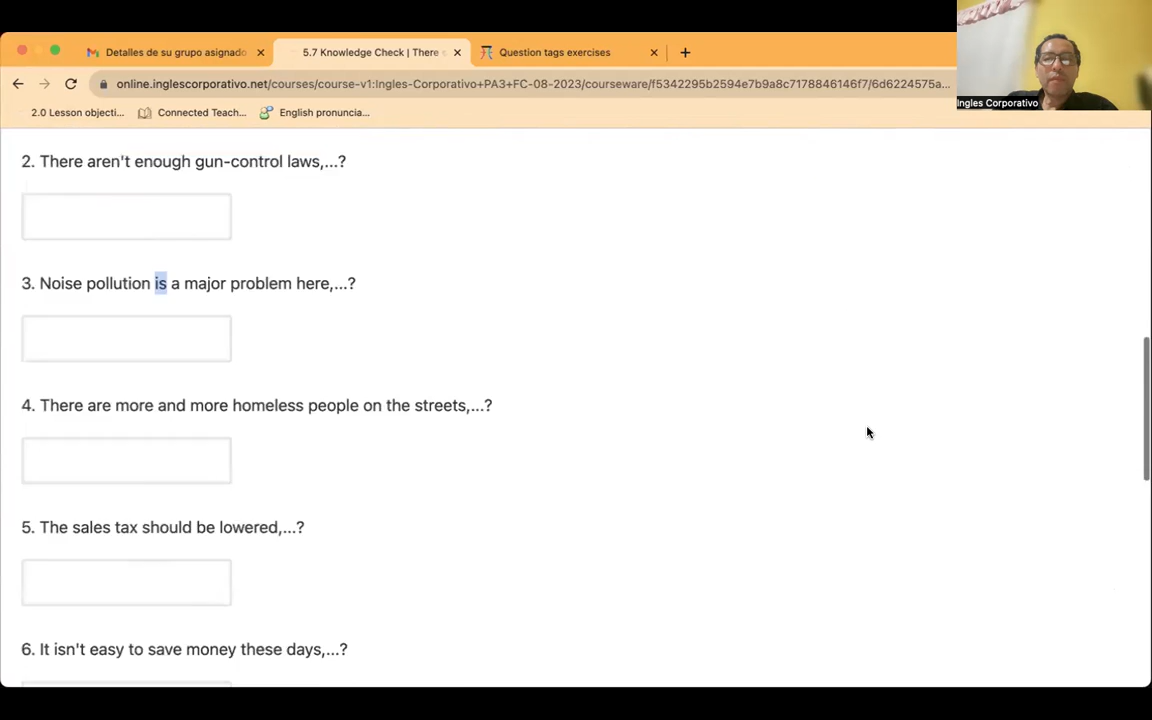 Detalles de su grupo asignado
5.7 Knowledge Check | There
Question tags exercises
online.inglescorporativo.net/courses/course-v1:Ingles-Corporativo+PA3+FC-08-2023/courseware/f5342295b2594e7b9a8c7178846146f7/6d6224575a...
2.0 Lesson objecti...
Connected Teach...
English pronuncia...
Ingles Corporativo
2. There aren't enough gun-control laws,...?
3. Noise pollution is a major problem here,...?
4. There are more and more homeless people on the streets,...?
5. The sales tax should be lowered,...?
6. It isn't easy to save money these days,...?